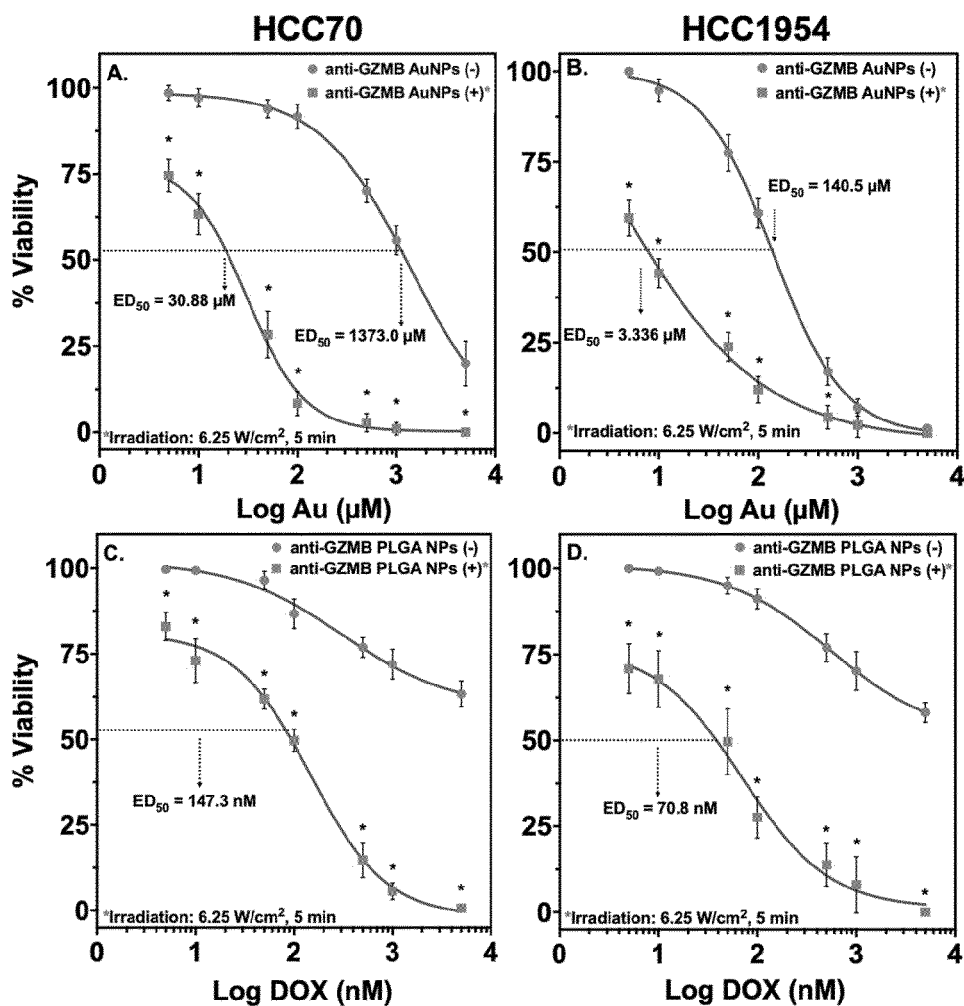 HCC70
HCC1954
A.
anti-GZMB AuNPs (-)
anti-GZMB AuNPs (+)*
100
75
50
25
0
% Viability
* * * * * * *
ED50 = 30.88 µM
ED50 = 1373.0 µM
*Irradiation: 6.25 W/cm², 5 min
0 1 2 3 4
Log Au (µM)
B.
anti-GZMB AuNPs (-)
anti-GZMB AuNPs (+)*
100
75
50
25
0
* * * * * *
ED50 = 140.5 µM
ED50 = 3.336 µM
*Irradiation: 6.25 W/cm², 5 min
0 1 2 3 4
Log Au (µM)
C.
anti-GZMB PLGA NPs (-)
anti-GZMB PLGA NPs (+)*
100
75
50
25
0
% Viability
* * * * * * *
ED50 = 147.3 nM
*Irradiation: 6.25 W/cm², 5 min
0 1 2 3 4
Log DOX (nM)
D.
anti-GZMB PLGA NPs (-)
anti-GZMB PLGA NPs (+)*
100
75
50
25
0
* * * * * * *
ED50 = 70.8 nM
*Irradiation: 6.25 W/cm², 5 min
0 1 2 3 4
Log DOX (nM)